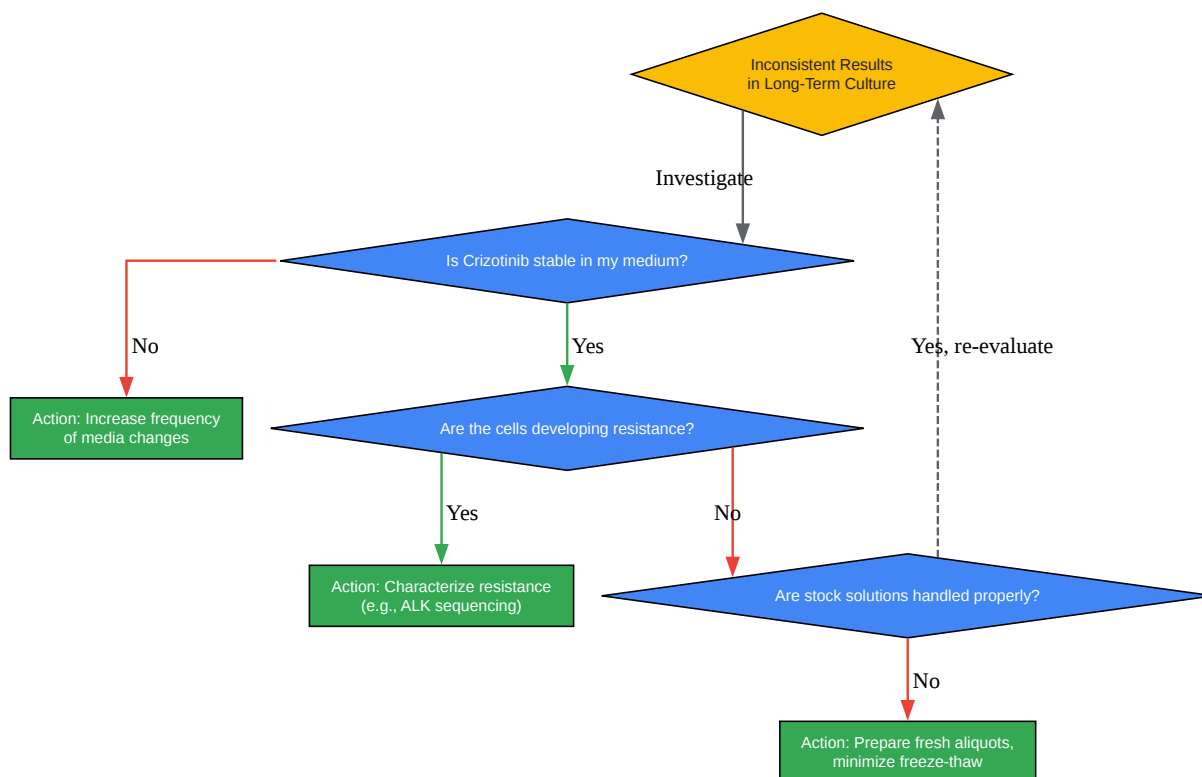 Inconsistent Results
in Long-Term Culture
Investigate
Is Crizotinib stable in my medium?
No
Yes
Yes, re-evaluate
Action: Increase frequency
of media changes
Are the cells developing resistance?
Yes
No
Action: Characterize resistance
(e.g., ALK sequencing)
Are stock solutions handled properly?
No
Action: Prepare fresh aliquots,
minimize freeze-thaw